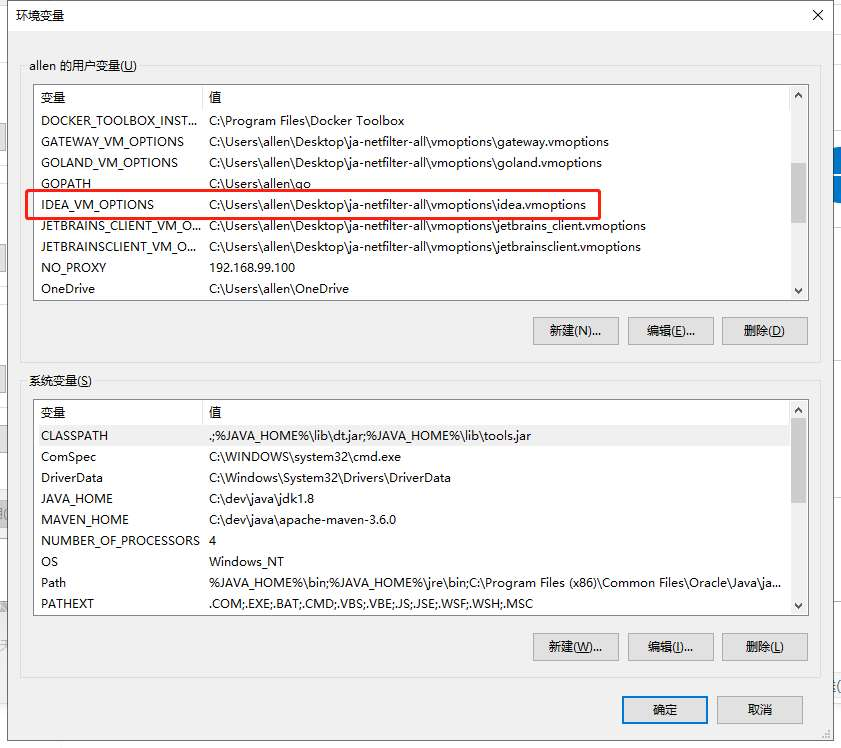 环境变量
allen 的用户变量(U)
变量 值
DOCKER_TOOLBOX_INST... C:\Program Files\Docker Toolbox
GATEWAY_VM_OPTIONS C:\Users\allen\Desktop\ja-netfilter-all\vmoptions\gateway.vmoptions
GOLAND_VM_OPTIONS C:\Users\allen\Desktop\ja-netfilter-all\vmoptions\goland.vmoptions
GOPATH C:\Users\allen\go
IDEA_VM_OPTIONS C:\Users\allen\Desktop\ja-netfilter-all\vmoptions\idea.vmoptions
JETBRAINS_CLIENT_VM_O... C:\Users\allen\Desktop\ja-netfilter-all\vmoptions\jetbrains_client.vmoptions
JETBRAINSCLIENT_VM_O... C:\Users\allen\Desktop\ja-netfilter-all\vmoptions\jetbrainsclient.vmoptions
NO_PROXY 192.168.99.100
OneDrive C:\Users\allen\OneDrive
新建(N)... 编辑(E)... 删除(D)
系统变量(S)
变量 值
CLASSPATH .;%JAVA_HOME%\lib\dt.jar;%JAVA_HOME%\lib\tools.jar
ComSpec C:\WINDOWS\system32\cmd.exe
DriverData C:\Windows\System32\Drivers\DriverData
JAVA_HOME C:\dev\java\jdk1.8
MAVEN_HOME C:\dev\java\apache-maven-3.6.0
NUMBER_OF_PROCESSORS 4
OS Windows_NT
Path %JAVA_HOME%\bin;%JAVA_HOME%\jre\bin;C:\Program Files (x86)\Common Files\Oracle\Java\ja...
PATHEXT .COM;.EXE;.BAT;.CMD;.VBS;.VBE;.JS;.JSE;.WSF;.WSH;.MSC
新建(W)... 编辑(I)... 删除(L)
确定 取消